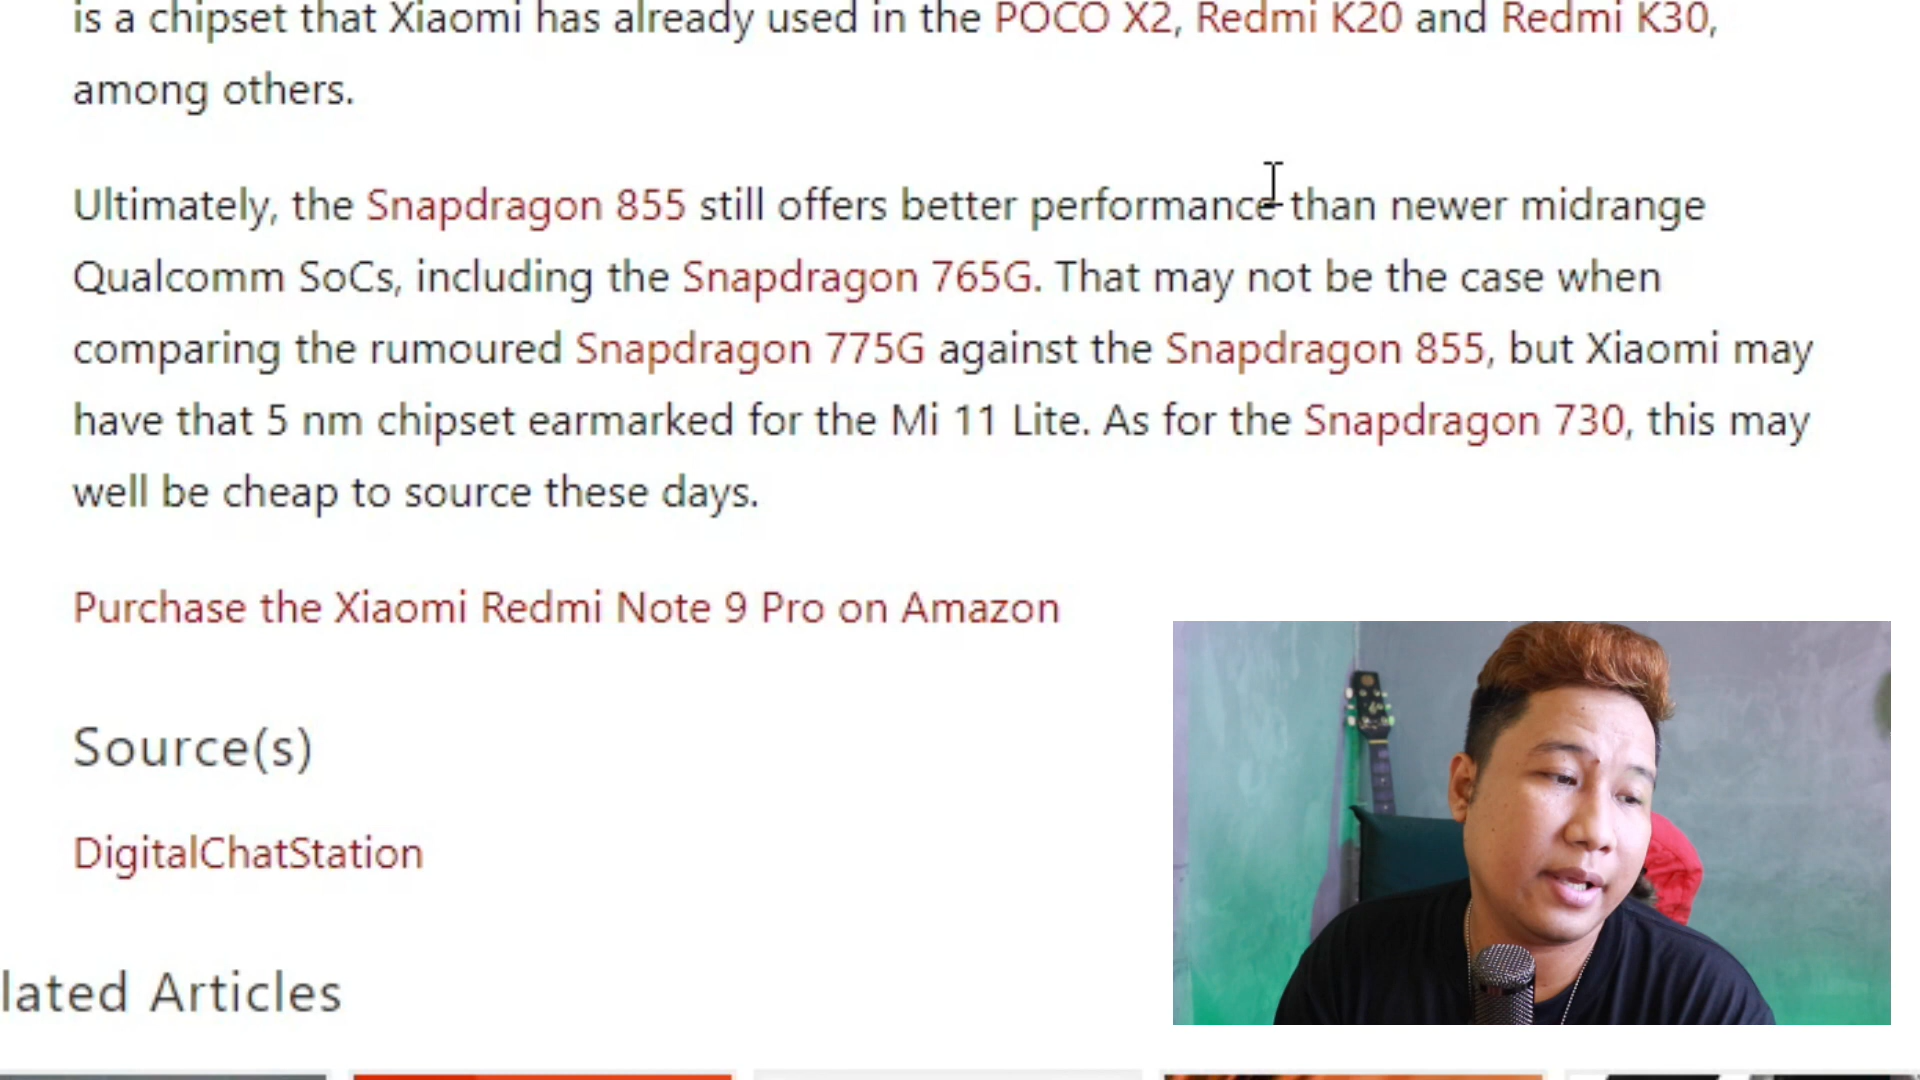 is a chipset that Xiaomi has already used in the POCO X2, Redmi K20 and Redmi K30,
among others.
Ultimately, the Snapdragon 855 still offers better performance than newer midrange
Qualcomm SoCs, including the Snapdragon 765G. That may not be the case when
comparing the rumoured Snapdragon 775G against the Snapdragon 855, but Xiaomi may
have that 5 nm chipset earmarked for the Mi 11 Lite. As for the Snapdragon 730, this may
well be cheap to source these days.
Purchase the Xiaomi Redmi Note 9 Pro on Amazon
Source(s)
DigitalChatStation
lated Articles